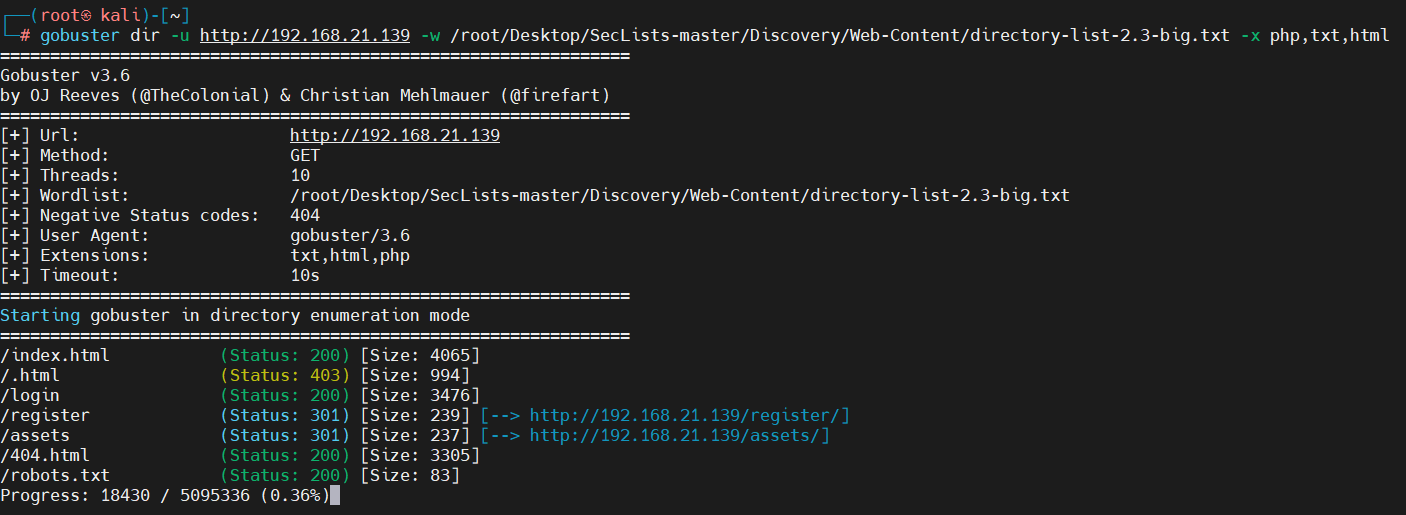 ┌──(root㉿ kali)-[~]
└─# gobuster dir -u http://192.168.21.139 -w /root/Desktop/SecLists-master/Discovery/Web-Content/directory-list-2.3-big.txt -x php,txt,html
===============================================================
Gobuster v3.6
by OJ Reeves (@TheColonial) & Christian Mehlmauer (@firefart)
===============================================================
[+] Url:                     http://192.168.21.139
[+] Method:                  GET
[+] Threads:                 10
[+] Wordlist:                /root/Desktop/SecLists-master/Discovery/Web-Content/directory-list-2.3-big.txt
[+] Negative Status codes:   404
[+] User Agent:              gobuster/3.6
[+] Extensions:              txt,html,php
[+] Timeout:                 10s
===============================================================
Starting gobuster in directory enumeration mode
===============================================================
/index.html           (Status: 200) [Size: 4065]
/.html                (Status: 403) [Size: 994]
/login                (Status: 200) [Size: 3476]
/register             (Status: 301) [Size: 239] [--> http://192.168.21.139/register/]
/assets               (Status: 301) [Size: 237] [--> http://192.168.21.139/assets/]
/404.html             (Status: 200) [Size: 3305]
/robots.txt           (Status: 200) [Size: 83]
Progress: 18430 / 5095336 (0.36%)